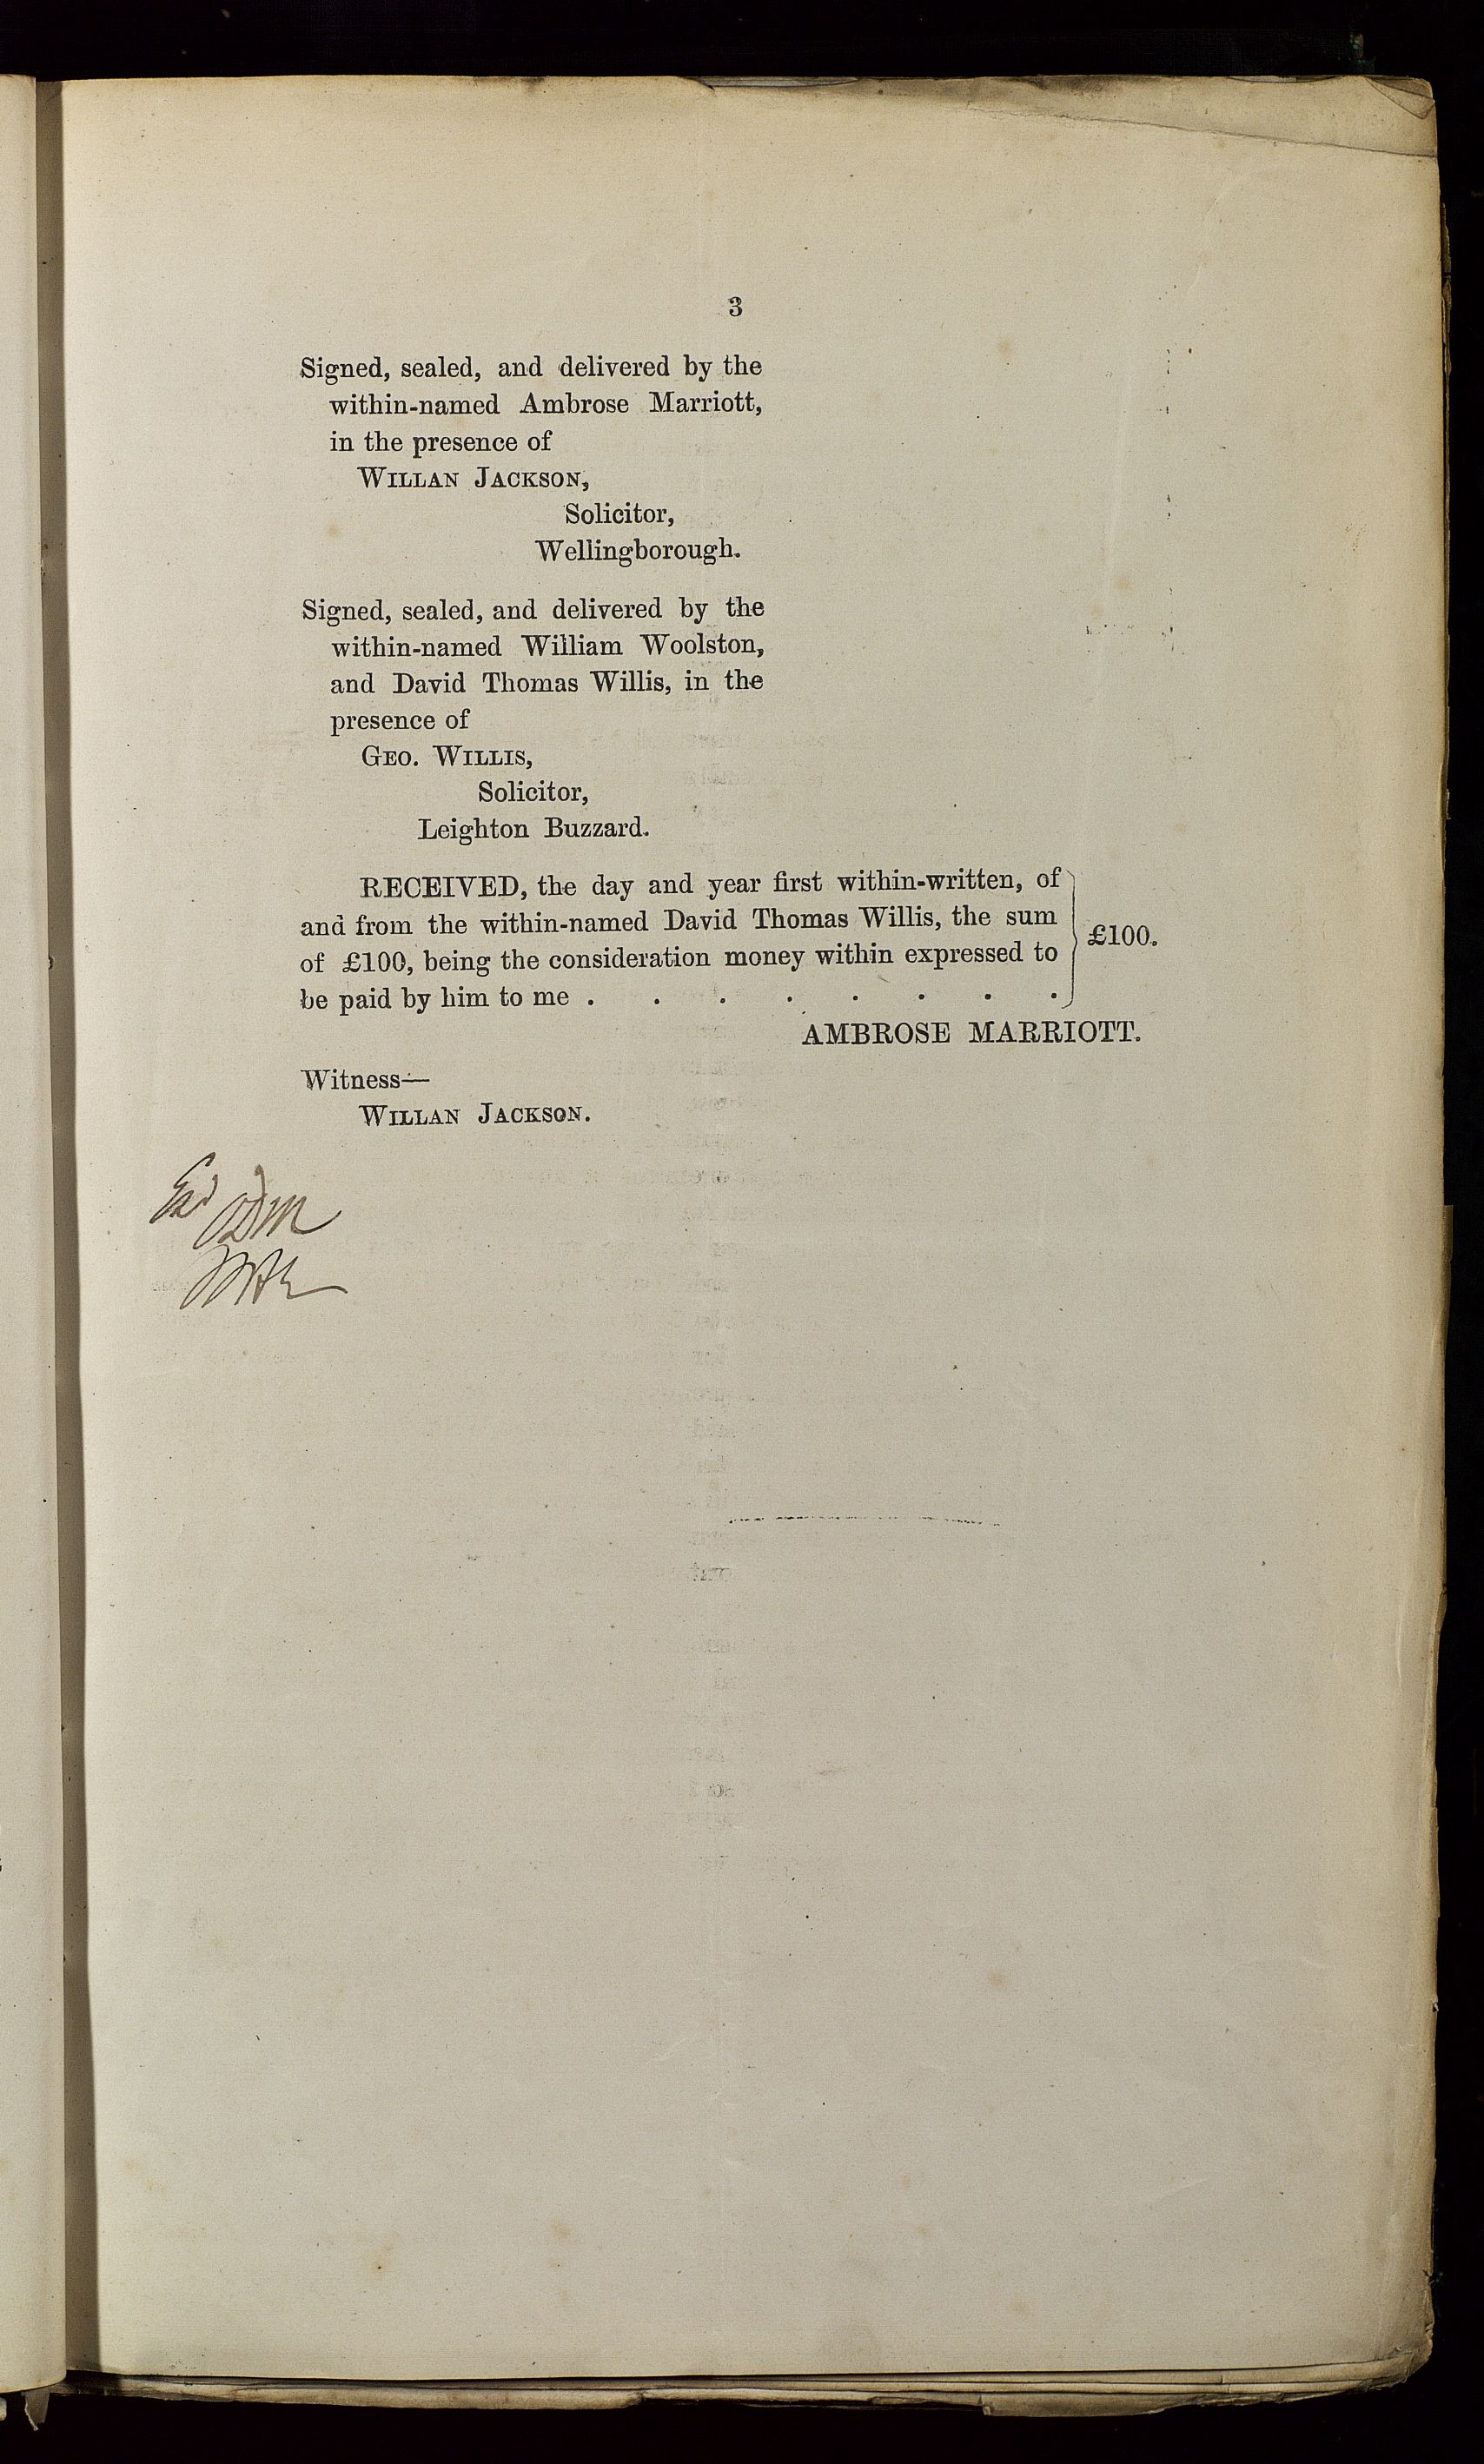 3
Signed, sealed, and delivered by the
within-named Ambrose Marriott,
in the presence of
WILLAN JACKSON,
Solicitor,
Wellingborough.
Signed, sealed, and delivered by the
within-named William Woolston,
and David Thomas Willis, in the
presence of
GEO. WILLIS,
Solicitor,
Leighton Buzzard.
RECEIVED, the day and year first within-written, of
and from the within-named David Thomas Willis, the sum
of £100, being the consideration money within expressed to
be paid by him to me . . . . . . . .
£100.
AMBROSE MARRIOTT.
Witness—
WILLAN JACKSON.